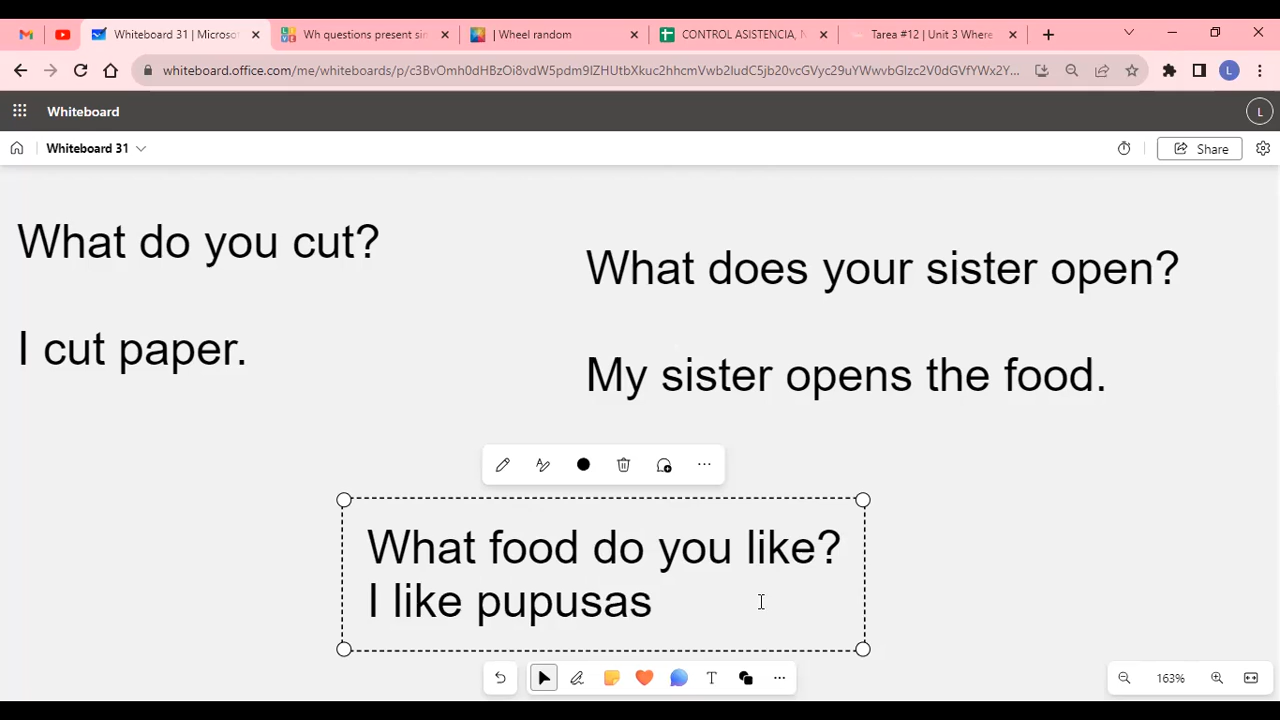 Whiteboard 31 | Microso
Wh questions present sin
| Wheel random
CONTROL ASISTENCIA, N
Tarea #12 | Unit 3 Where
L
Whiteboard
L
Whiteboard 31
Share
What do you cut?
What does your sister open?
I cut paper.
My sister opens the food.
What food do you like?
I like pupusas
T
163%